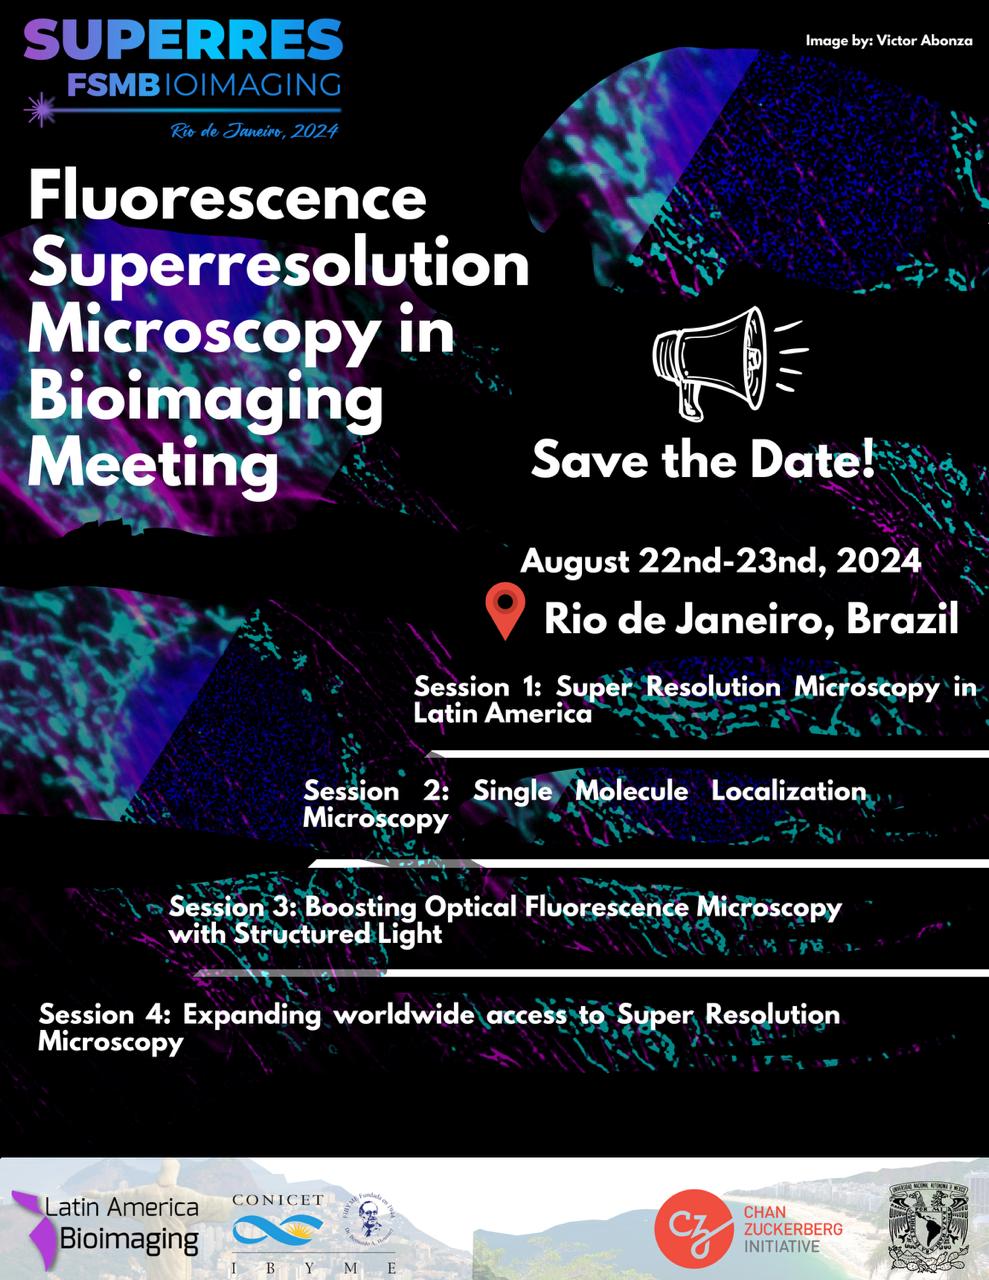 SUPERRES
FSMBIOIMAGING
Río de Janeiro, 2024
Image by: Victor Abonza
Fluorescence
Superresolution
Microscopy in
Bioimaging
Meeting
Save the Date!
August 22nd-23nd, 2024
Rio de Janeiro, Brazil
Session 1: Super Resolution Microscopy in
Latin America
Session 2: Single Molecule Localization
Microscopy
Session 3: Boosting Optical Fluorescence Microscopy
with Structured Light
Session 4: Expanding worldwide access to Super Resolution
Microscopy
Latin America
Bioimaging
CONICET
IBYME
CZ
CHAN
ZUCKERBERG
INITIATIVE